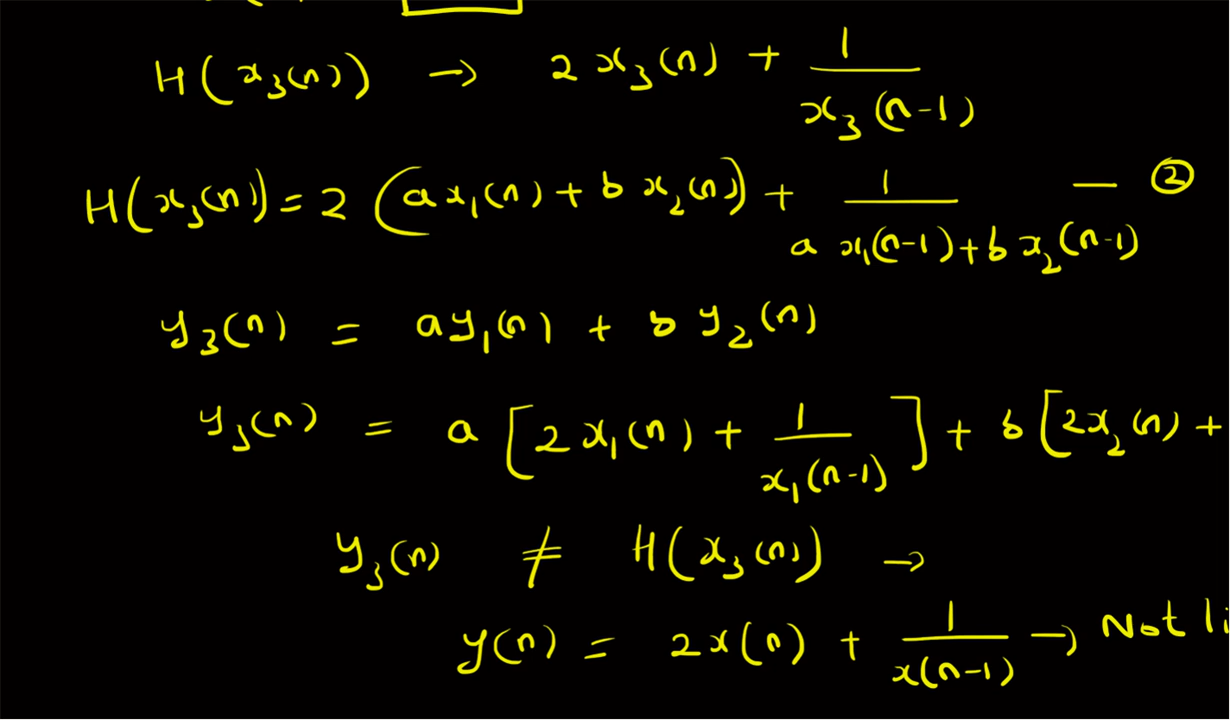 H(x₃(n)) → 2x₃(n) + 1/x₃(n-1)
H(x₃(n)) = 2(ax₁(n) + bx₂(n)) + 1/(a x₁(n-1) + bx₂(n-1)) — ②
y₃(n) = ay₁(n) + by₂(n)
y₃(n) = a[2x₁(n) + 1/x₁(n-1)] + b[2x₂(n) +
y₃(n) ≠ H(x₃(n)) →
y(n) = 2x(n) + 1/x(n-1) → Not li